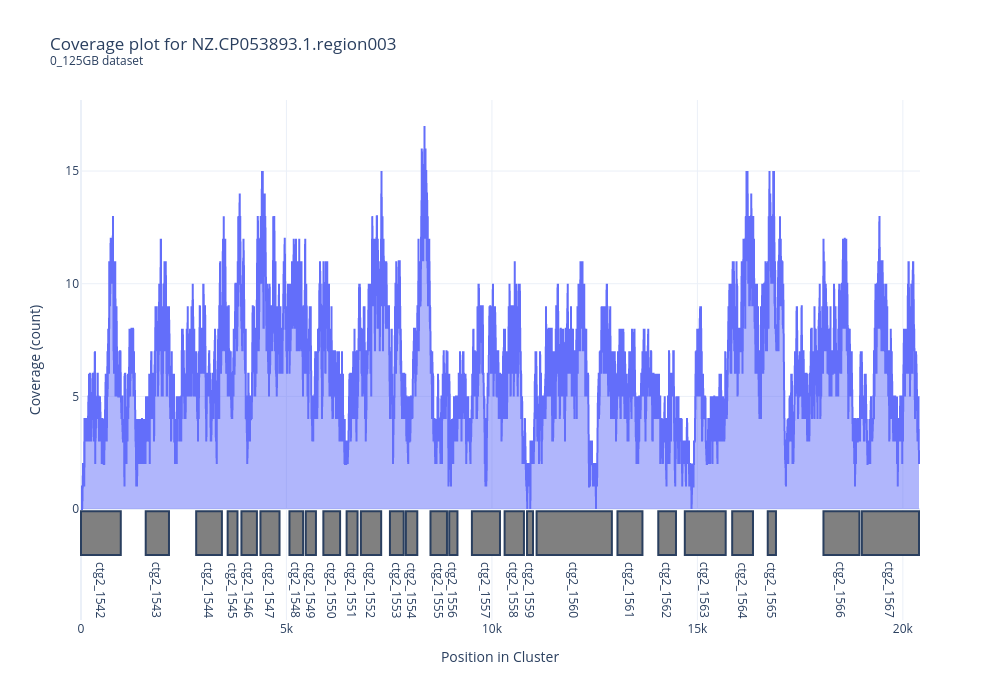 Coverage plot for NZ.CP053893.1.region003
0_125GB dataset
Coverage (count)
15
10
5
0
ctg2_1542
ctg2_1543
ctg2_1544
ctg2_1545
ctg2_1546
ctg2_1547
ctg2_1548
ctg2_1549
ctg2_1550
ctg2_1551
ctg2_1552
ctg2_1553
ctg2_1554
ctg2_1555
ctg2_1556
ctg2_1557
ctg2_1558
ctg2_1559
ctg2_1560
ctg2_1561
ctg2_1562
ctg2_1563
ctg2_1564
ctg2_1565
ctg2_1566
ctg2_1567
0
5k
10k
15k
20k
Position in Cluster